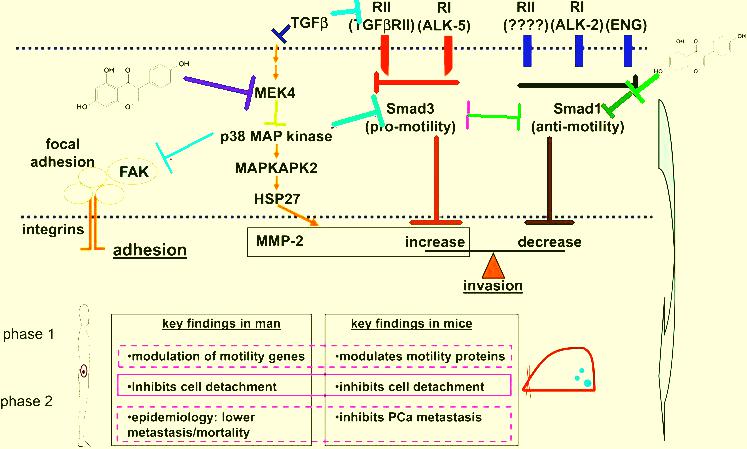 TGFβ
RII
(TGFβRII)
RI
(ALK-5)
RII
(????)
RI
(ALK-2)
(ENG)
OH
OH
O
HO
O
MEK4
Smad3
(pro-motility)
Smad1
(anti-motility)
p38 MAP kinase
focal
adhesion
FAK
MAPKAPK2
HSP27
integrins
adhesion
MMP-2
increase
decrease
invasion
phase 1
phase 2
key findings in man
•modulation of motility genes
•Inhibits cell detachment
•epidemiology: lower
metastasis/mortality
key findings in mice
•modulates motility proteins
•inhibits cell detachment
•inhibits PCa metastasis